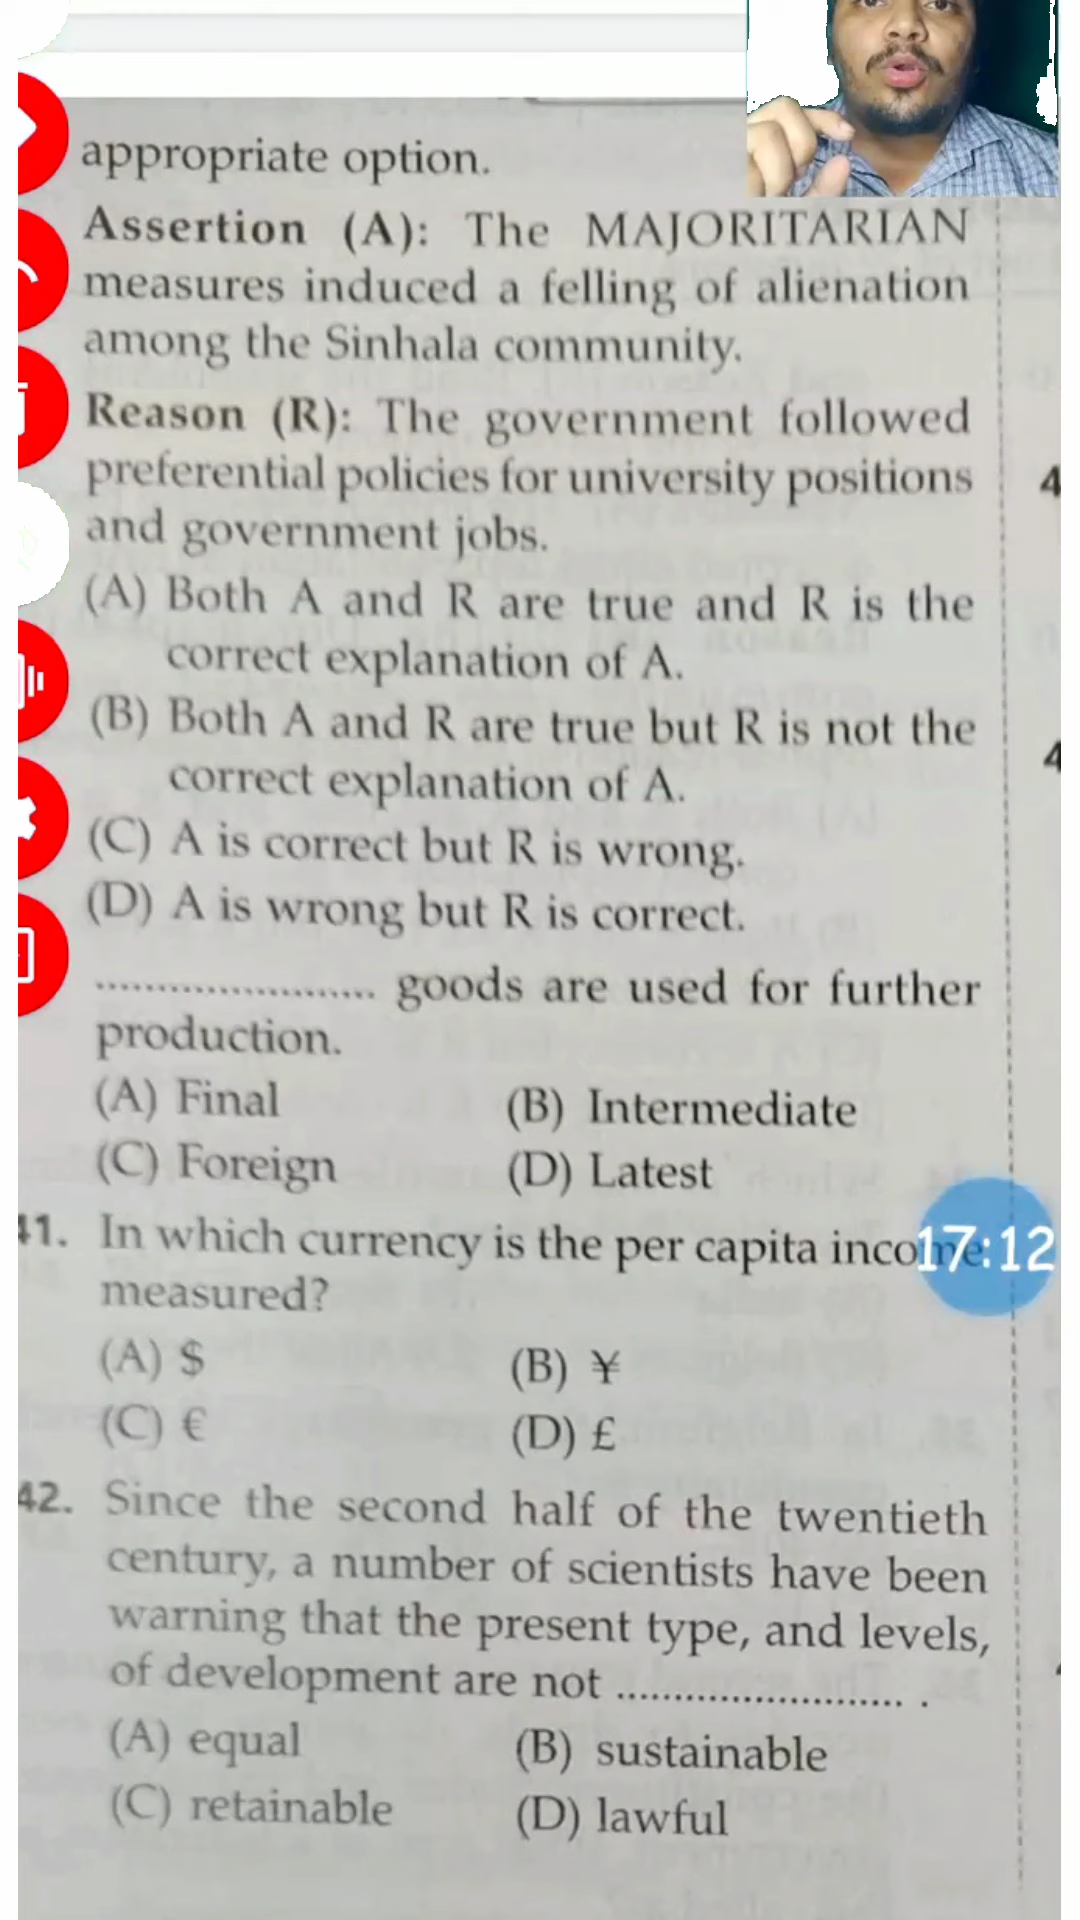 appropriate option.
Assertion (A): The MAJORITARIAN
measures induced a felling of alienation
among the Sinhala community.
Reason (R): The government followed
preferential policies for university positions
and government jobs.
(A) Both A and R are true and R is the
correct explanation of A.
(B) Both A and R are true but R is not the
correct explanation of A.
(C) A is correct but R is wrong.
(D) A is wrong but R is correct.
...................... goods are used for further
production.
(A) Final (B) Intermediate
(C) Foreign (D) Latest
41. In which currency is the per capita income
17:12
measured?
(A) $ (B) ¥
(C) € (D) £
42. Since the second half of the twentieth
century, a number of scientists have been
warning that the present type, and levels,
of development are not ......................... .
(A) equal (B) sustainable
(C) retainable (D) lawful